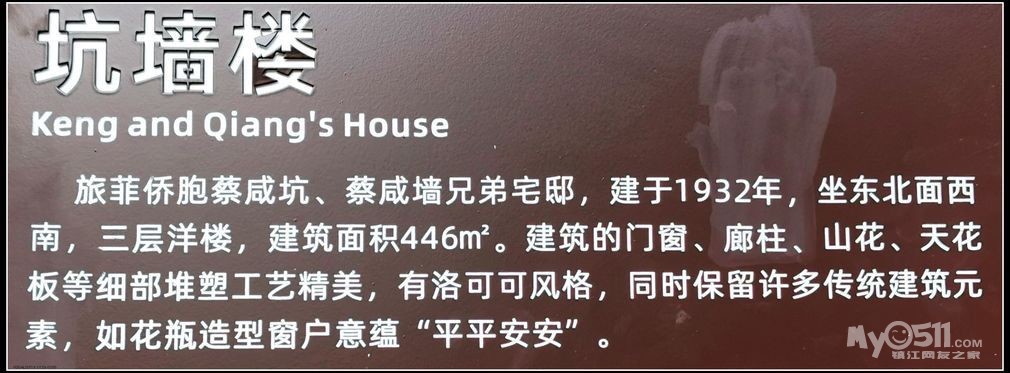 坑墙楼
Keng and Qiang's House
旅菲侨胞蔡咸坑、蔡咸墙兄弟宅邸，建于1932年，坐东北面西
南，三层洋楼，建筑面积446㎡。建筑的门窗、廊柱、山花、天花
板等细部堆塑工艺精美，有洛可可风格，同时保留许多传统建筑元
素，如花瓶造型窗户意蕴“平平安安”。
My0511.COM
镇江网友之家